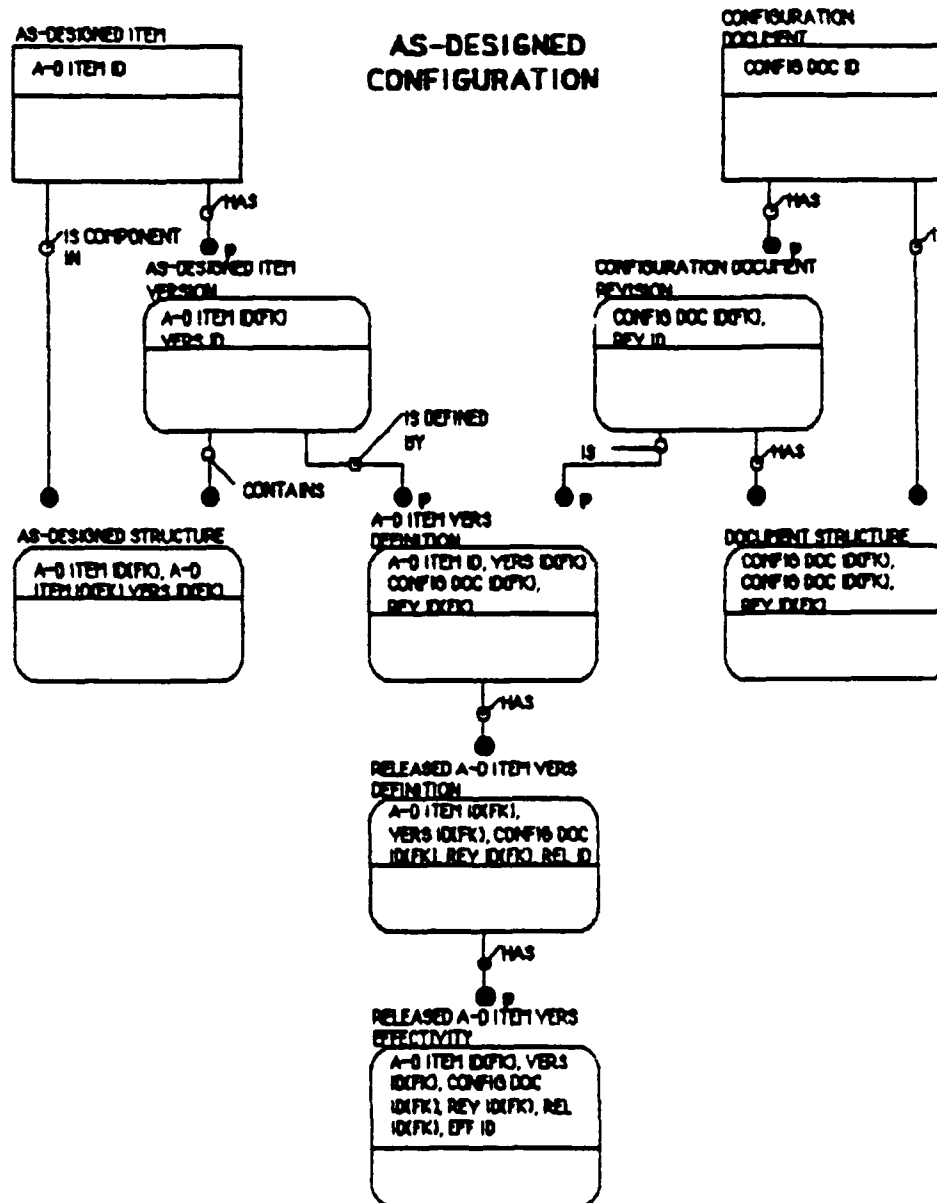 AS-DESIGNED ITEM
A-D ITEM ID
AS-DESIGNED
CONFIGURATION
CONFIGURATION
DOCUMENT
CONFIG DOC ID
HAS
IS COMPONENT
IN
P
AS-DESIGNED ITEM
VERSION
A-D ITEM ID(FK)
VERS ID
HAS
P
CONFIGURATION DOCUMENT
REVISION
CONFIG DOC ID(FK),
REV ID
IS DEFINED
BY
CONTAINS
P
IS
P
HAS
AS-DESIGNED STRUCTURE
A-D ITEM ID(FK), A-D
ITEM ID(FK) VERS ID(FK)
A-D ITEM VERS
DEFINITION
A-D ITEM ID, VERS ID(FK)
CONFIG DOC ID(FK),
REV ID(FK)
DOCUMENT STRUCTURE
CONFIG DOC ID(FK),
CONFIG DOC ID(FK),
REV ID(FK)
HAS
RELEASED A-D ITEM VERS
DEFINITION
A-D ITEM ID(FK),
VERS ID(FK), CONFIG DOC
ID(FK), REV ID(FK), REL ID
HAS
P
RELEASED A-D ITEM VERS
EFFECTIVITY
A-D ITEM ID(FK), VERS
ID(FK), CONFIG DOC
ID(FK), REV ID(FK), REL
ID(FK), EFF ID